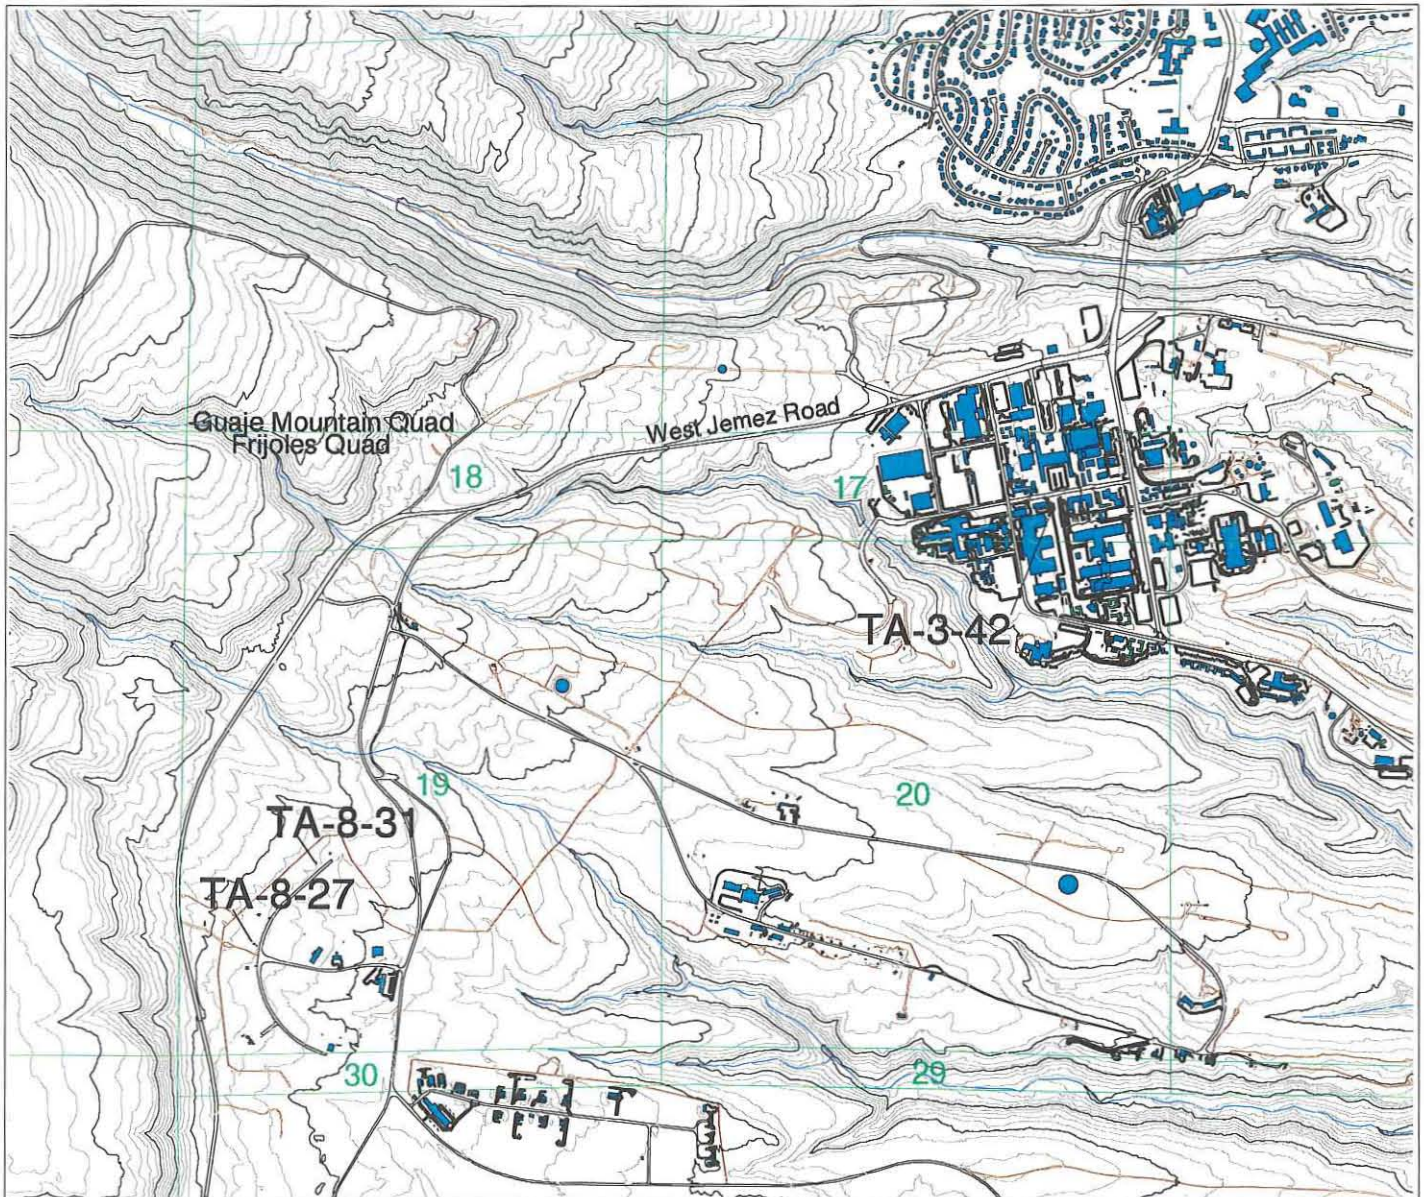 Guaje Mountain Quad
Frijoles Quad
West Jemez Road
18
17
TA-3-42
19
20
TA-8-31
TA-8-27
30
29